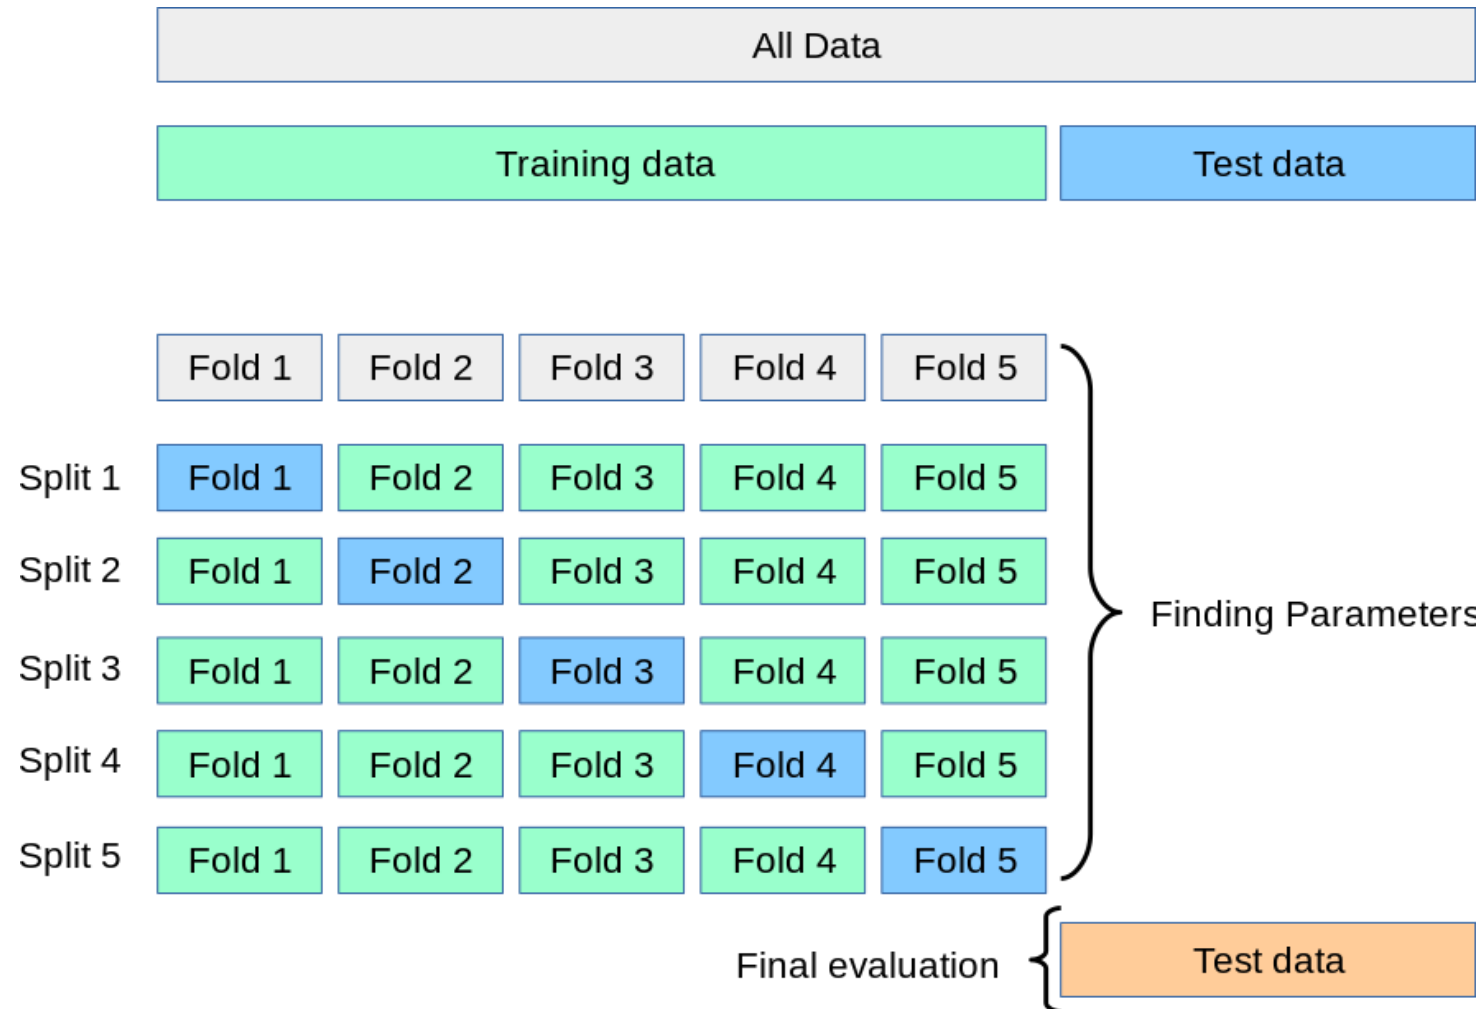 All Data
Training data Test data
Fold 1 Fold 2 Fold 3 Fold 4 Fold 5
Split 1 Fold 1 Fold 2 Fold 3 Fold 4 Fold 5
Split 2 Fold 1 Fold 2 Fold 3 Fold 4 Fold 5
Finding Parameters
Split 3 Fold 1 Fold 2 Fold 3 Fold 4 Fold 5
Split 4 Fold 1 Fold 2 Fold 3 Fold 4 Fold 5
Split 5 Fold 1 Fold 2 Fold 3 Fold 4 Fold 5
Final evaluation Test data